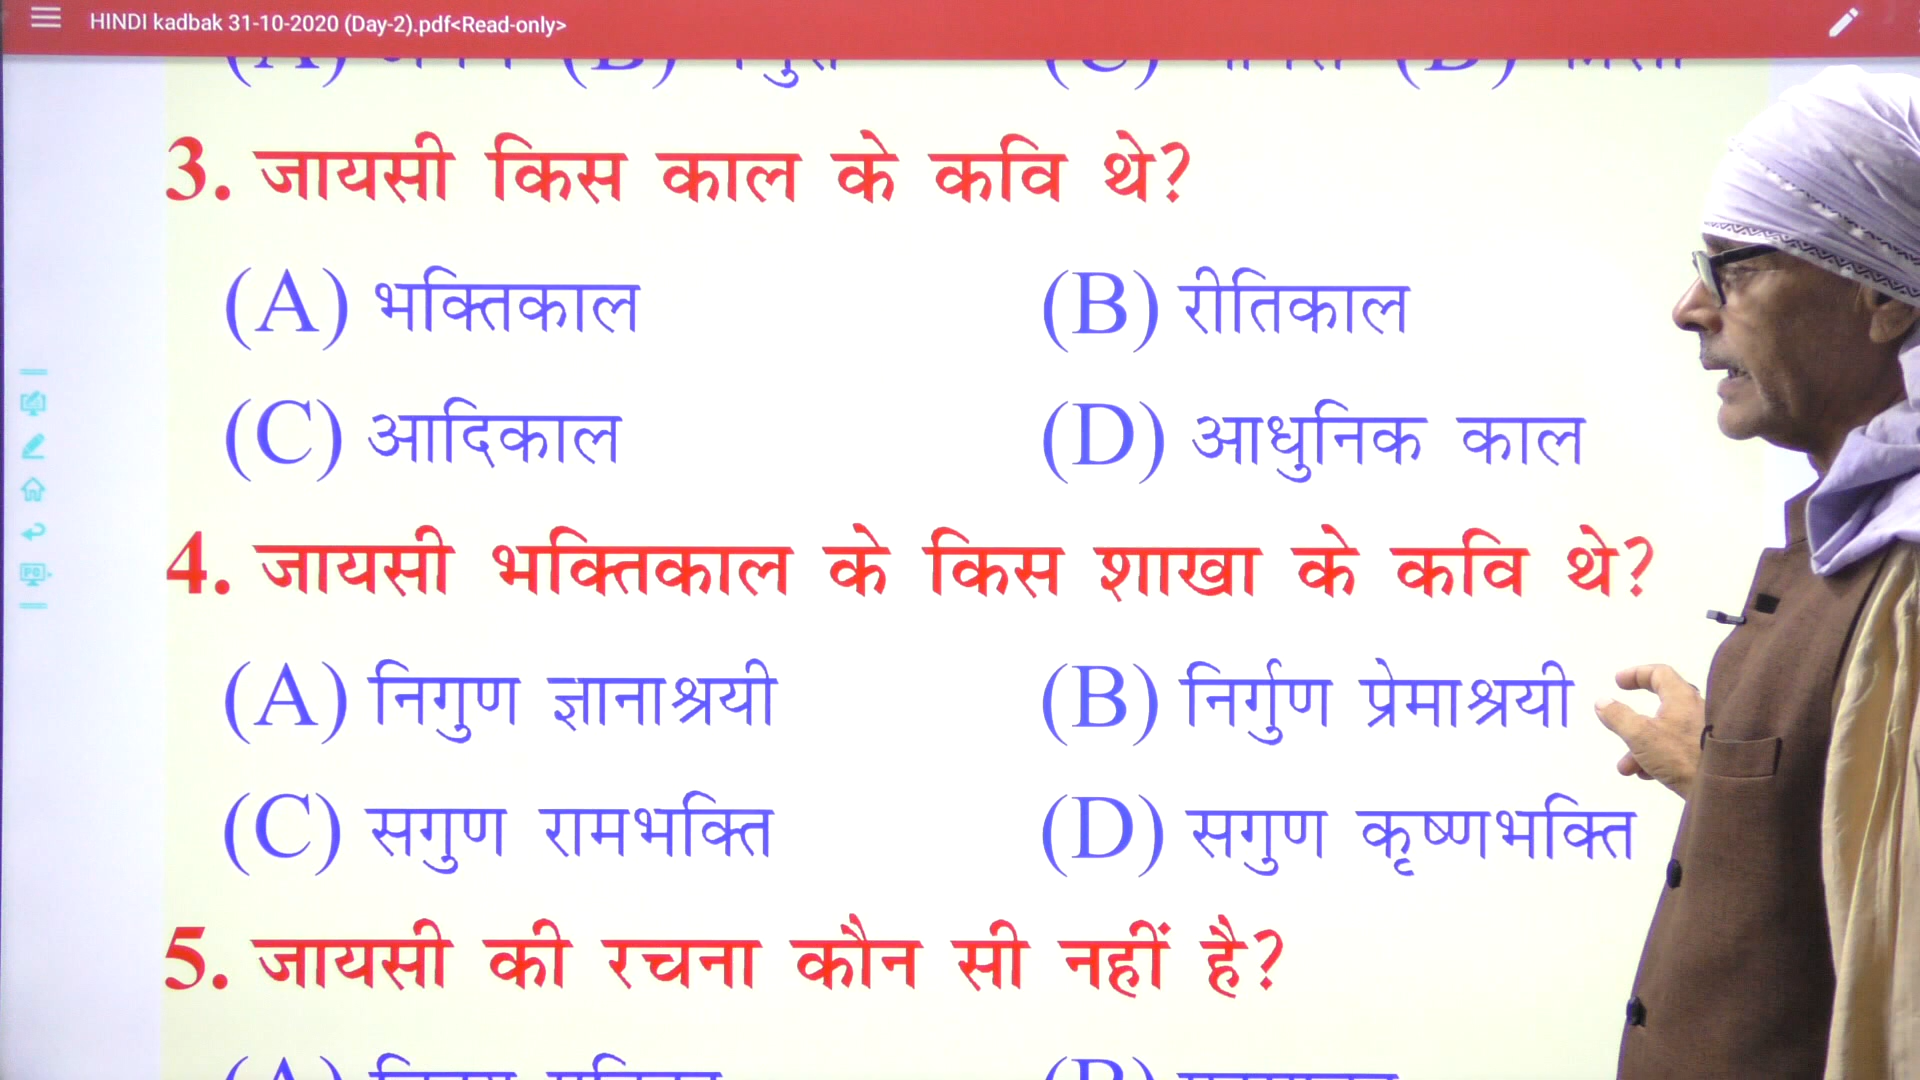 HINDI kadbak 31-10-2020 (Day-2).pdf<Read-only>
3. जायसी किस काल के कवि थे?
(A) भक्तिकाल (B) रीतिकाल
(C) आदिकाल (D) आधुनिक काल
4. जायसी भक्तिकाल के किस शाखा के कवि थे?
(A) निगुण ज्ञानाश्रयी (B) निर्गुण प्रेमाश्रयी
(C) सगुण रामभक्ति (D) सगुण कृष्णभक्ति
5. जायसी की रचना कौन सी नहीं है?